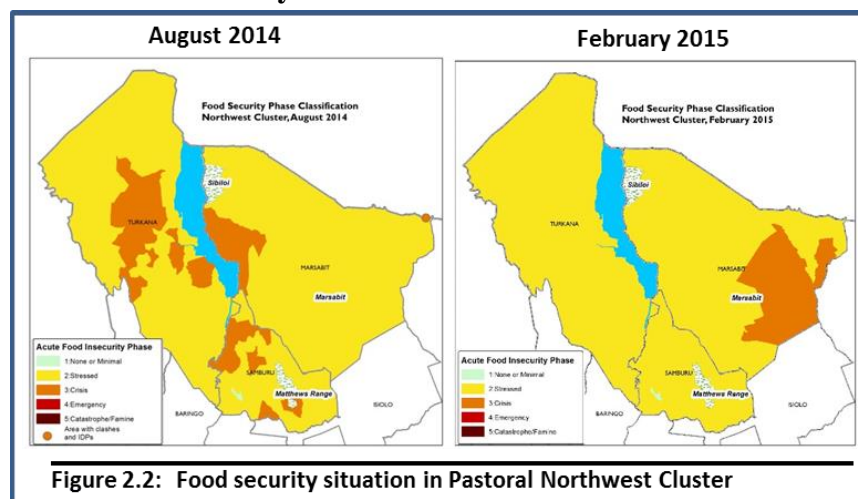 August 2014
Food Security Phase Classification
Northwest Cluster, August 2014
Sibiloi
TURKANA
MARSABIT
Marsabit
Acute Food Insecurity Phase
1:None or Minimal
2:Stressed
3:Crisis
4:Emergency
5:Catastrophe/Famine
Area with clashes
and IDPs
SAMBURU
Matthews Range
BARINGO
ISIOLO
February 2015
Food Security Phase Classification
Northwest Cluster, February 2015
Sibiloi
TURKANA
MARSABIT
Marsabit
Acute Food Insecurity Phase
1:None or Minimal
2:Stressed
3:Crisis
4:Emergency
5:Catastrophe/Famine
SAMBURU
Matthews Range
BARINGO
ISIOLO
Figure 2.2: Food security situation in Pastoral Northwest Cluster